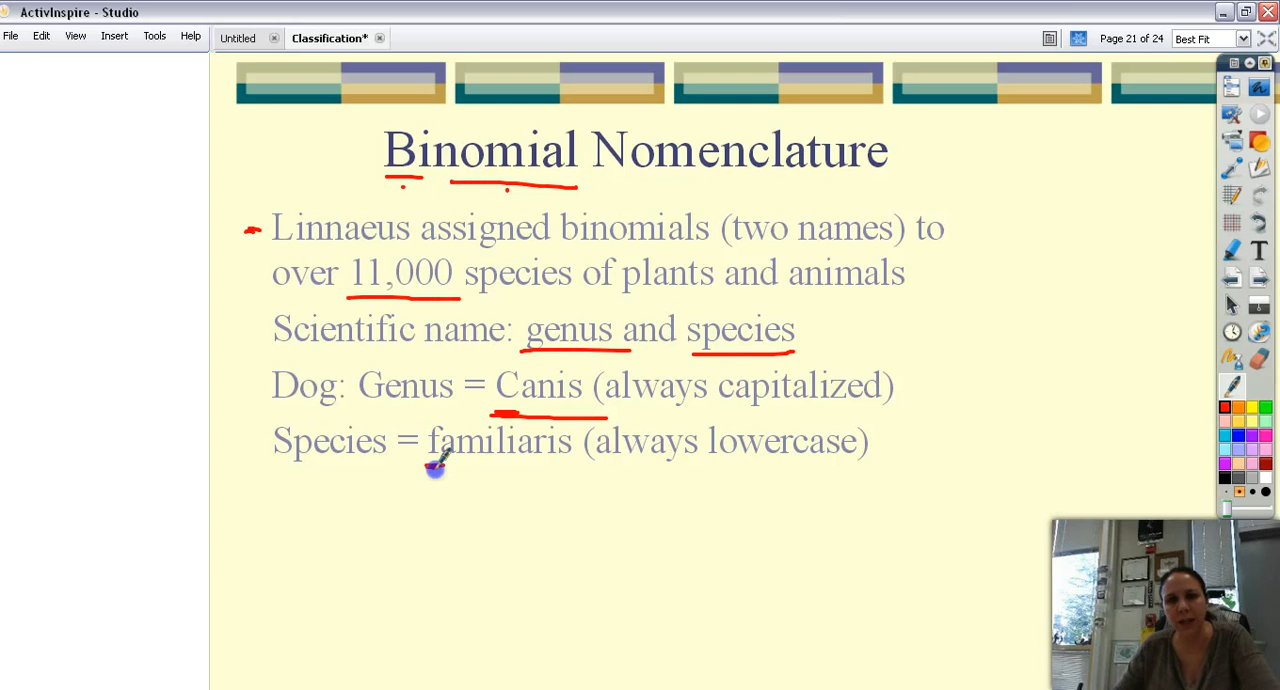 ActivInspire - Studio
File Edit View Insert Tools Help
Untitled Classification* Page 21 of 24 Best Fit
Binomial Nomenclature
Linnaeus assigned binomials (two names) to
over 11,000 species of plants and animals
Scientific name: genus and species
Dog: Genus = Canis (always capitalized)
Species = familiaris (always lowercase)